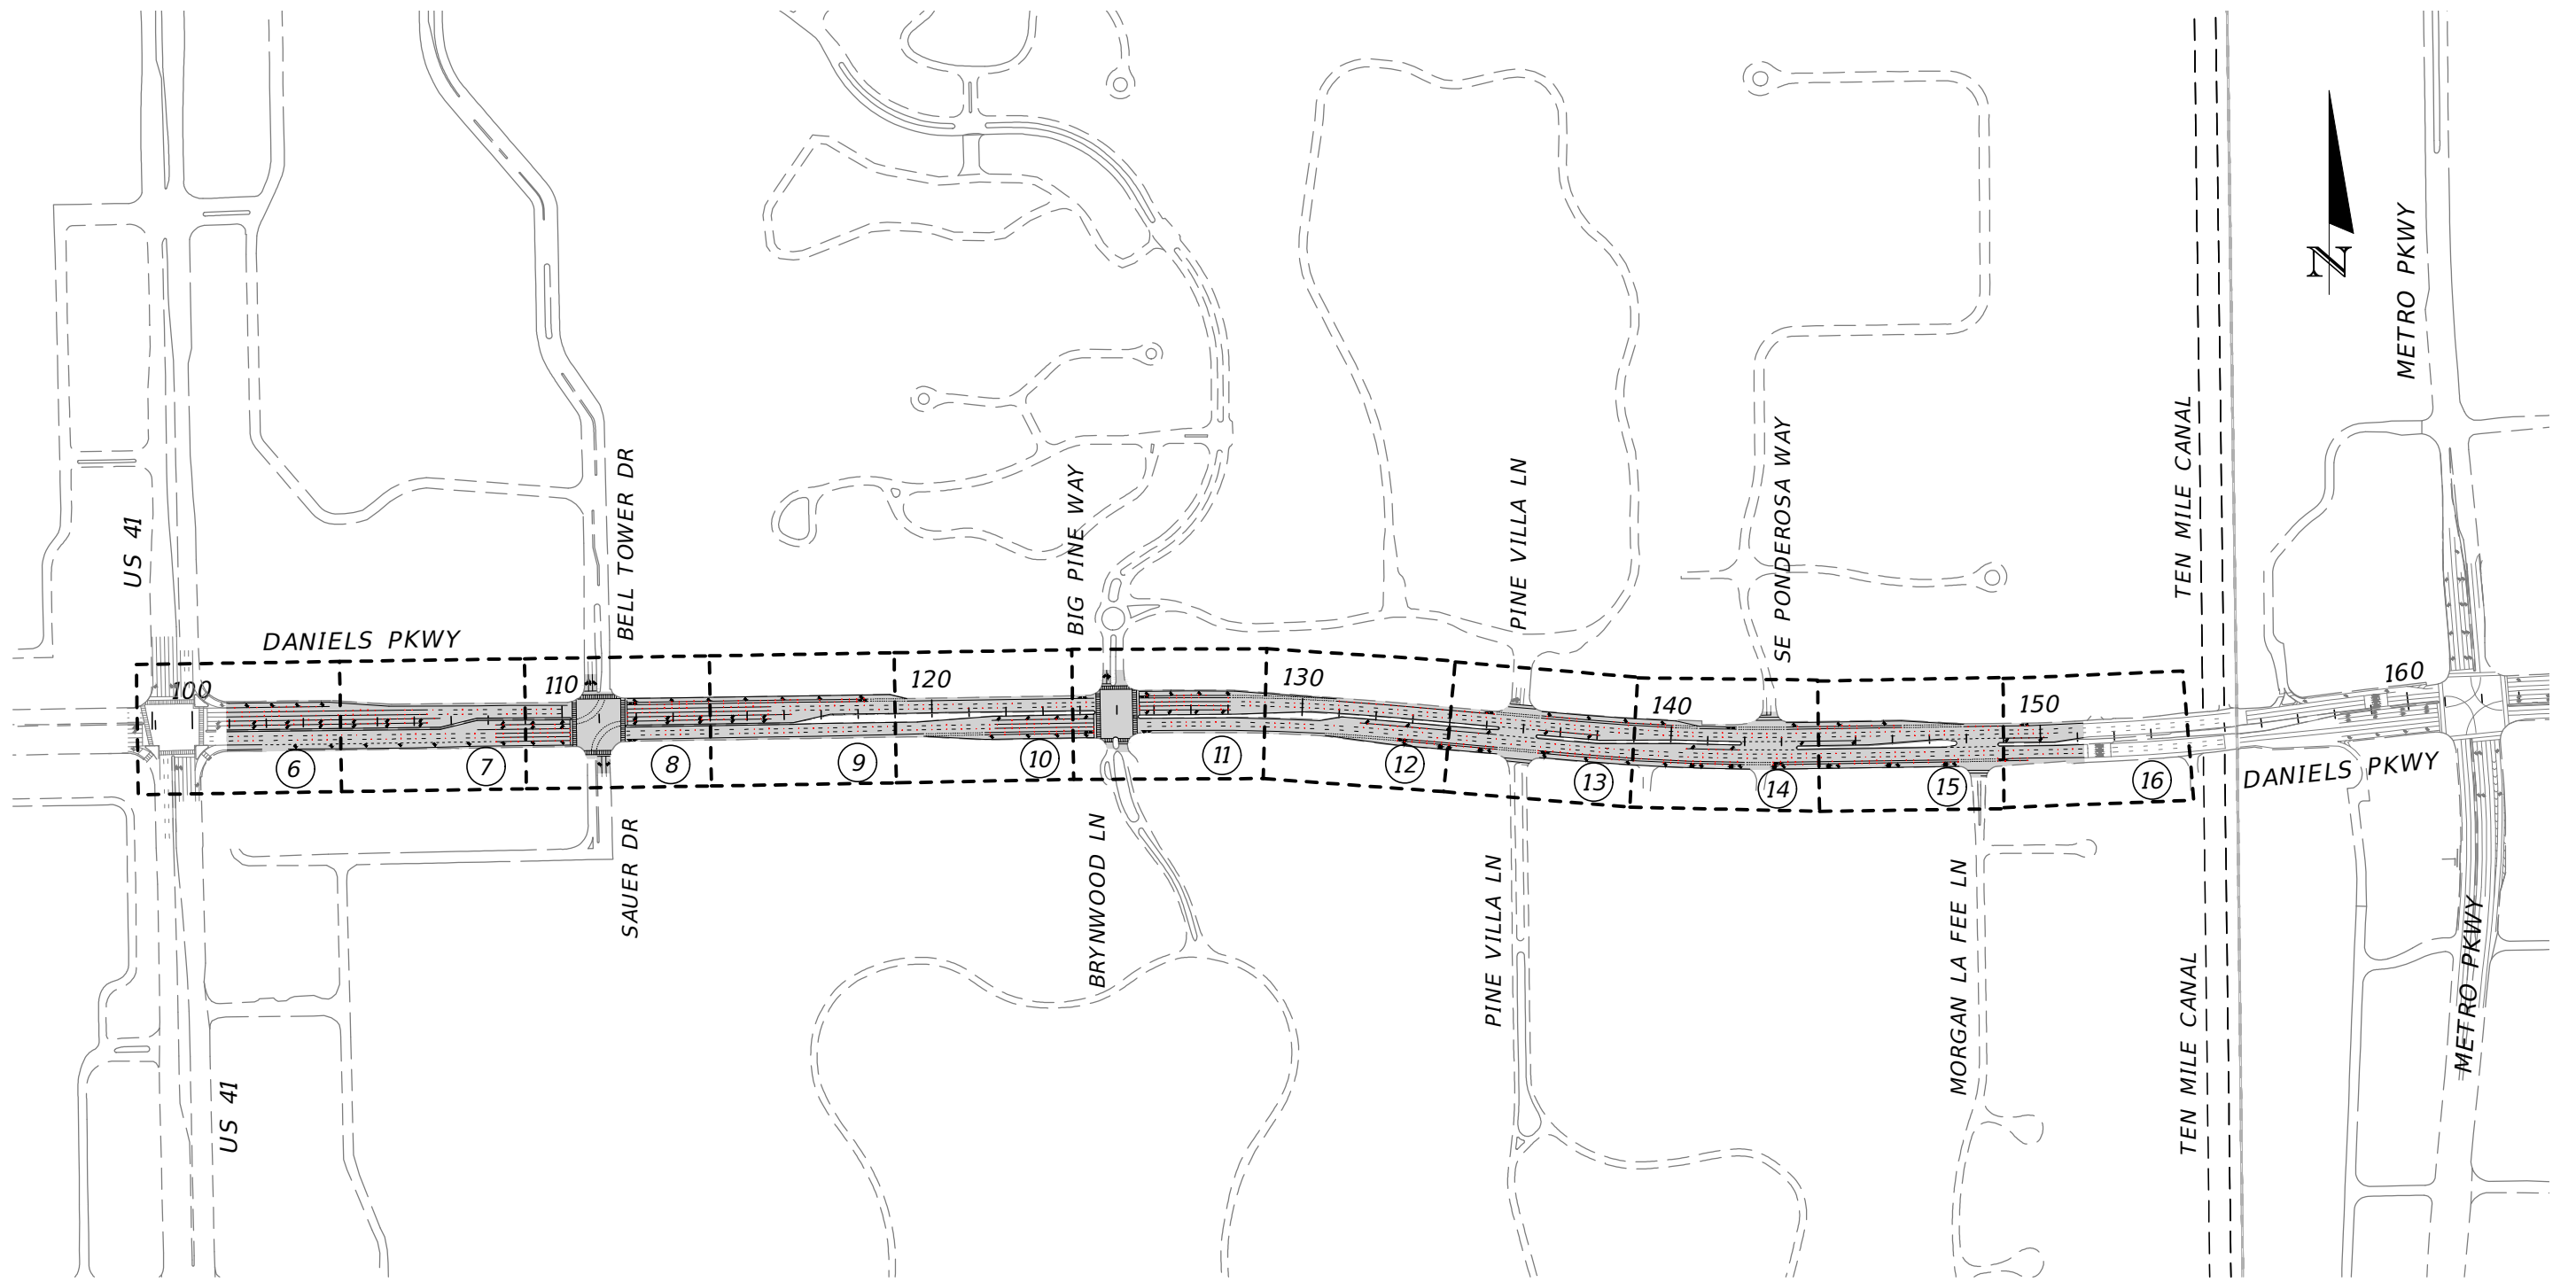 N
METRO PKWY
TEN MILE CANAL
SE PONDEROSA WAY
PINE VILLA LN
BIG PINE WAY
BELL TOWER DR
US 41
DANIELS PKWY
100
110
120
130
140
150
160
6
7
8
9
10
11
12
13
14
15
16
DANIELS PKWY
SAUER DR
BRYNWOOD LN
PINE VILLA LN
MORGAN LA FEE LN
TEN MILE CANAL
METRO PKWY
US 41